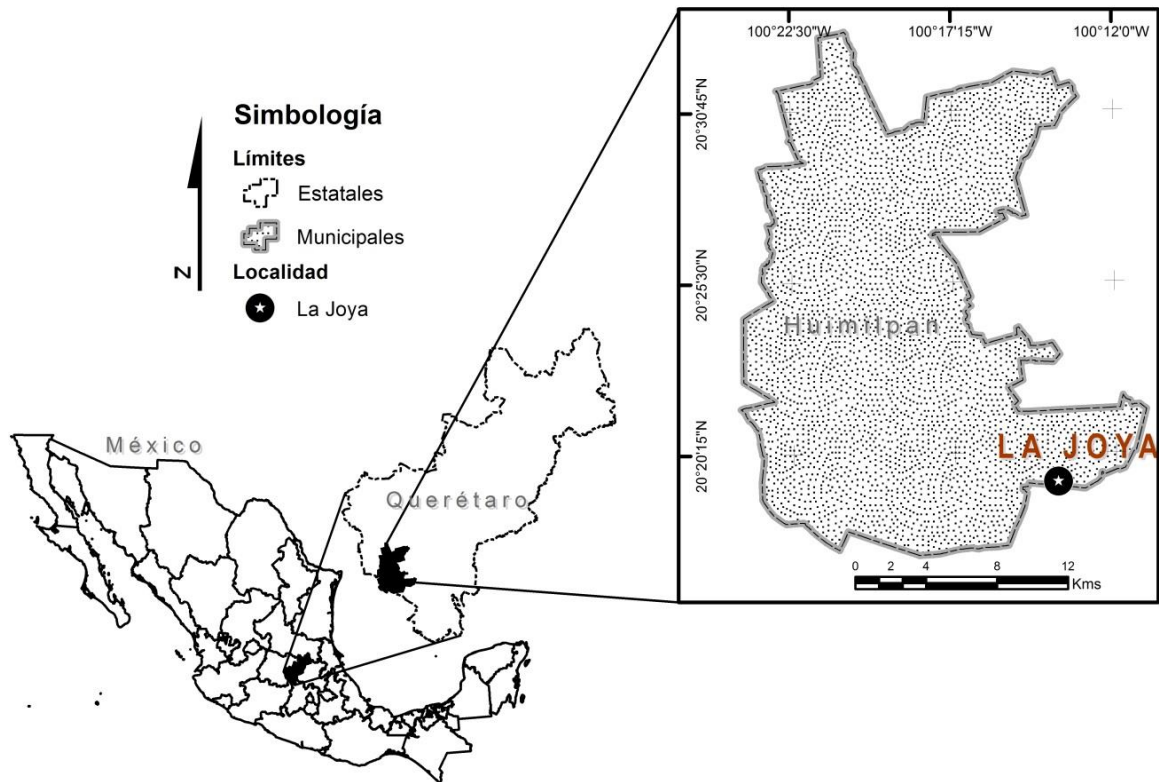 Simbología
Límites
Estatales
Municipales
Localidad
La Joya
N
México
Querétaro
100°22'30"W 100°17'15"W 100°12'0"W
20°30'45"N
20°25'30"N
20°20'15"N
Huimilpan
LA JOYA
0 2 4 8 12
Kms